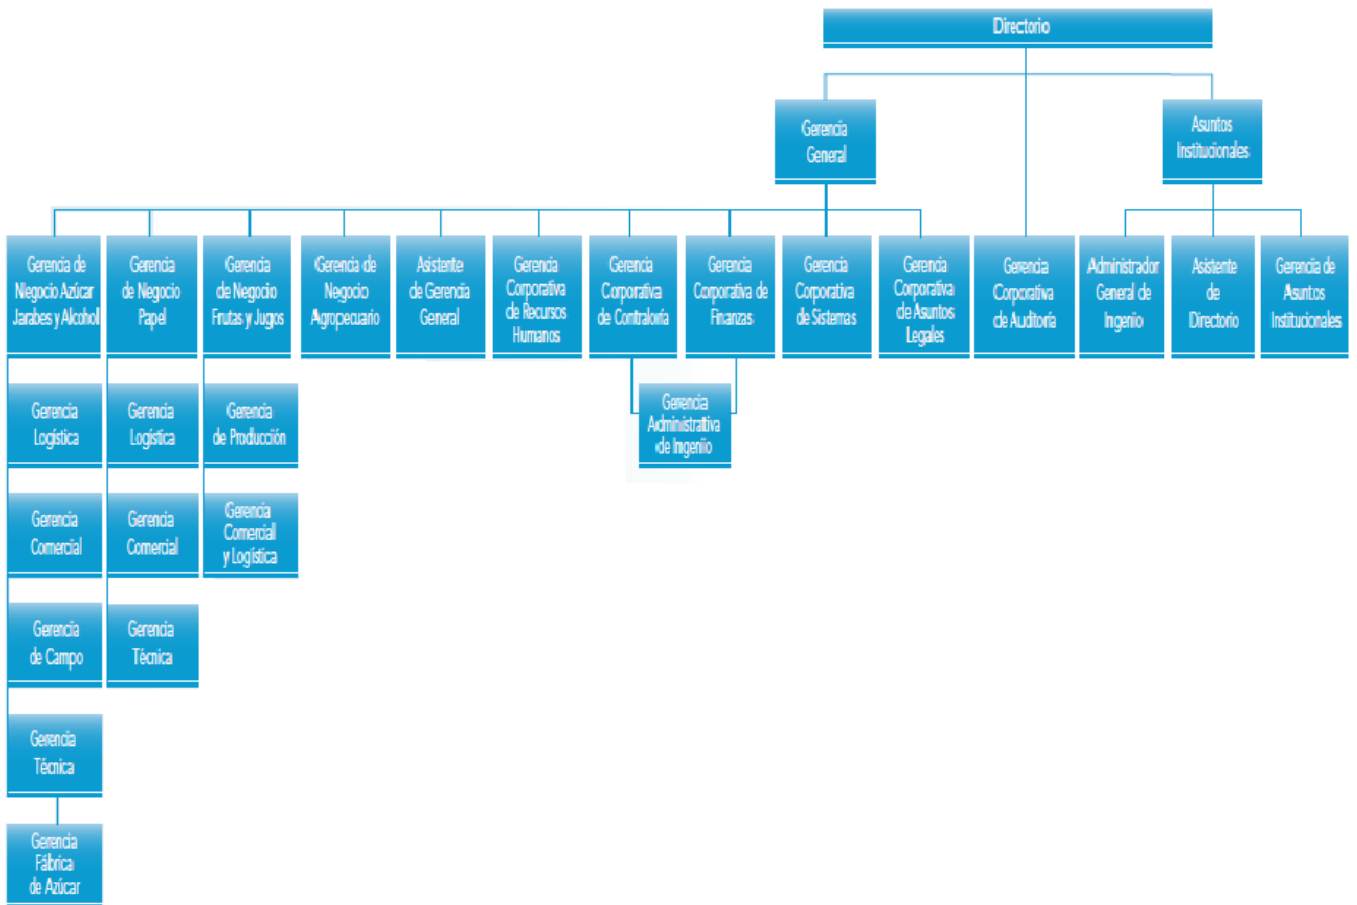 Directorio
Gerencia
General
Asuntos
Institucionales
Gerencia de
Negocio Azúcar
Jarabes y Alcohol
Gerencia
de Negocio
Papel
Gerencia
de Negocio
Frutas y Jugos
Gerencia de
Negocio
Agropecuario
Asistente
de Gerencia
General
Gerencia
Corporativa
de Recursos
Humanos
Gerencia
Corporativa
de Contraloría
Gerencia
Corporativa de
Finanzas
Gerencia
Corporativa
de Sistemas
Gerencia
Corporativa
de Asuntos
Legales
Gerencia
Corporativa
de Auditoría
Administrador
General de
Ingenio
Asistente
de
Directorio
Gerencia de
Asuntos
Institucionales
Gerencia
Logística
Gerencia
Logística
Gerencia
de Producción
Gerencia
Administrativa
de Ingenio
Gerencia
Comercial
Gerencia
Comercial
Gerencia
Comercial
y Logística
Gerencia
de Campo
Gerencia
Técnica
Gerencia
Técnica
Gerencia
Fábrica
de Azúcar